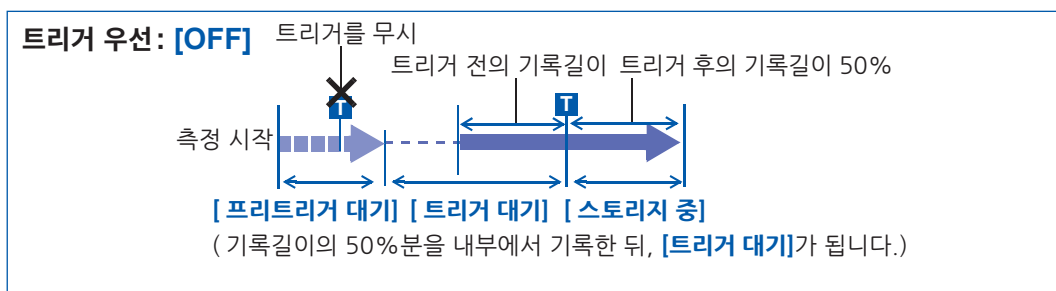 트리거 우선: [OFF]
트리거를 무시
트리거 전의 기록길이 트리거 후의 기록길이 50%
T
T
측정 시작
[ 프리트리거 대기] [ 트리거 대기] [ 스토리지 중]
( 기록길이의 50%분을 내부에서 기록한 뒤, [트리거 대기]가 됩니다.)